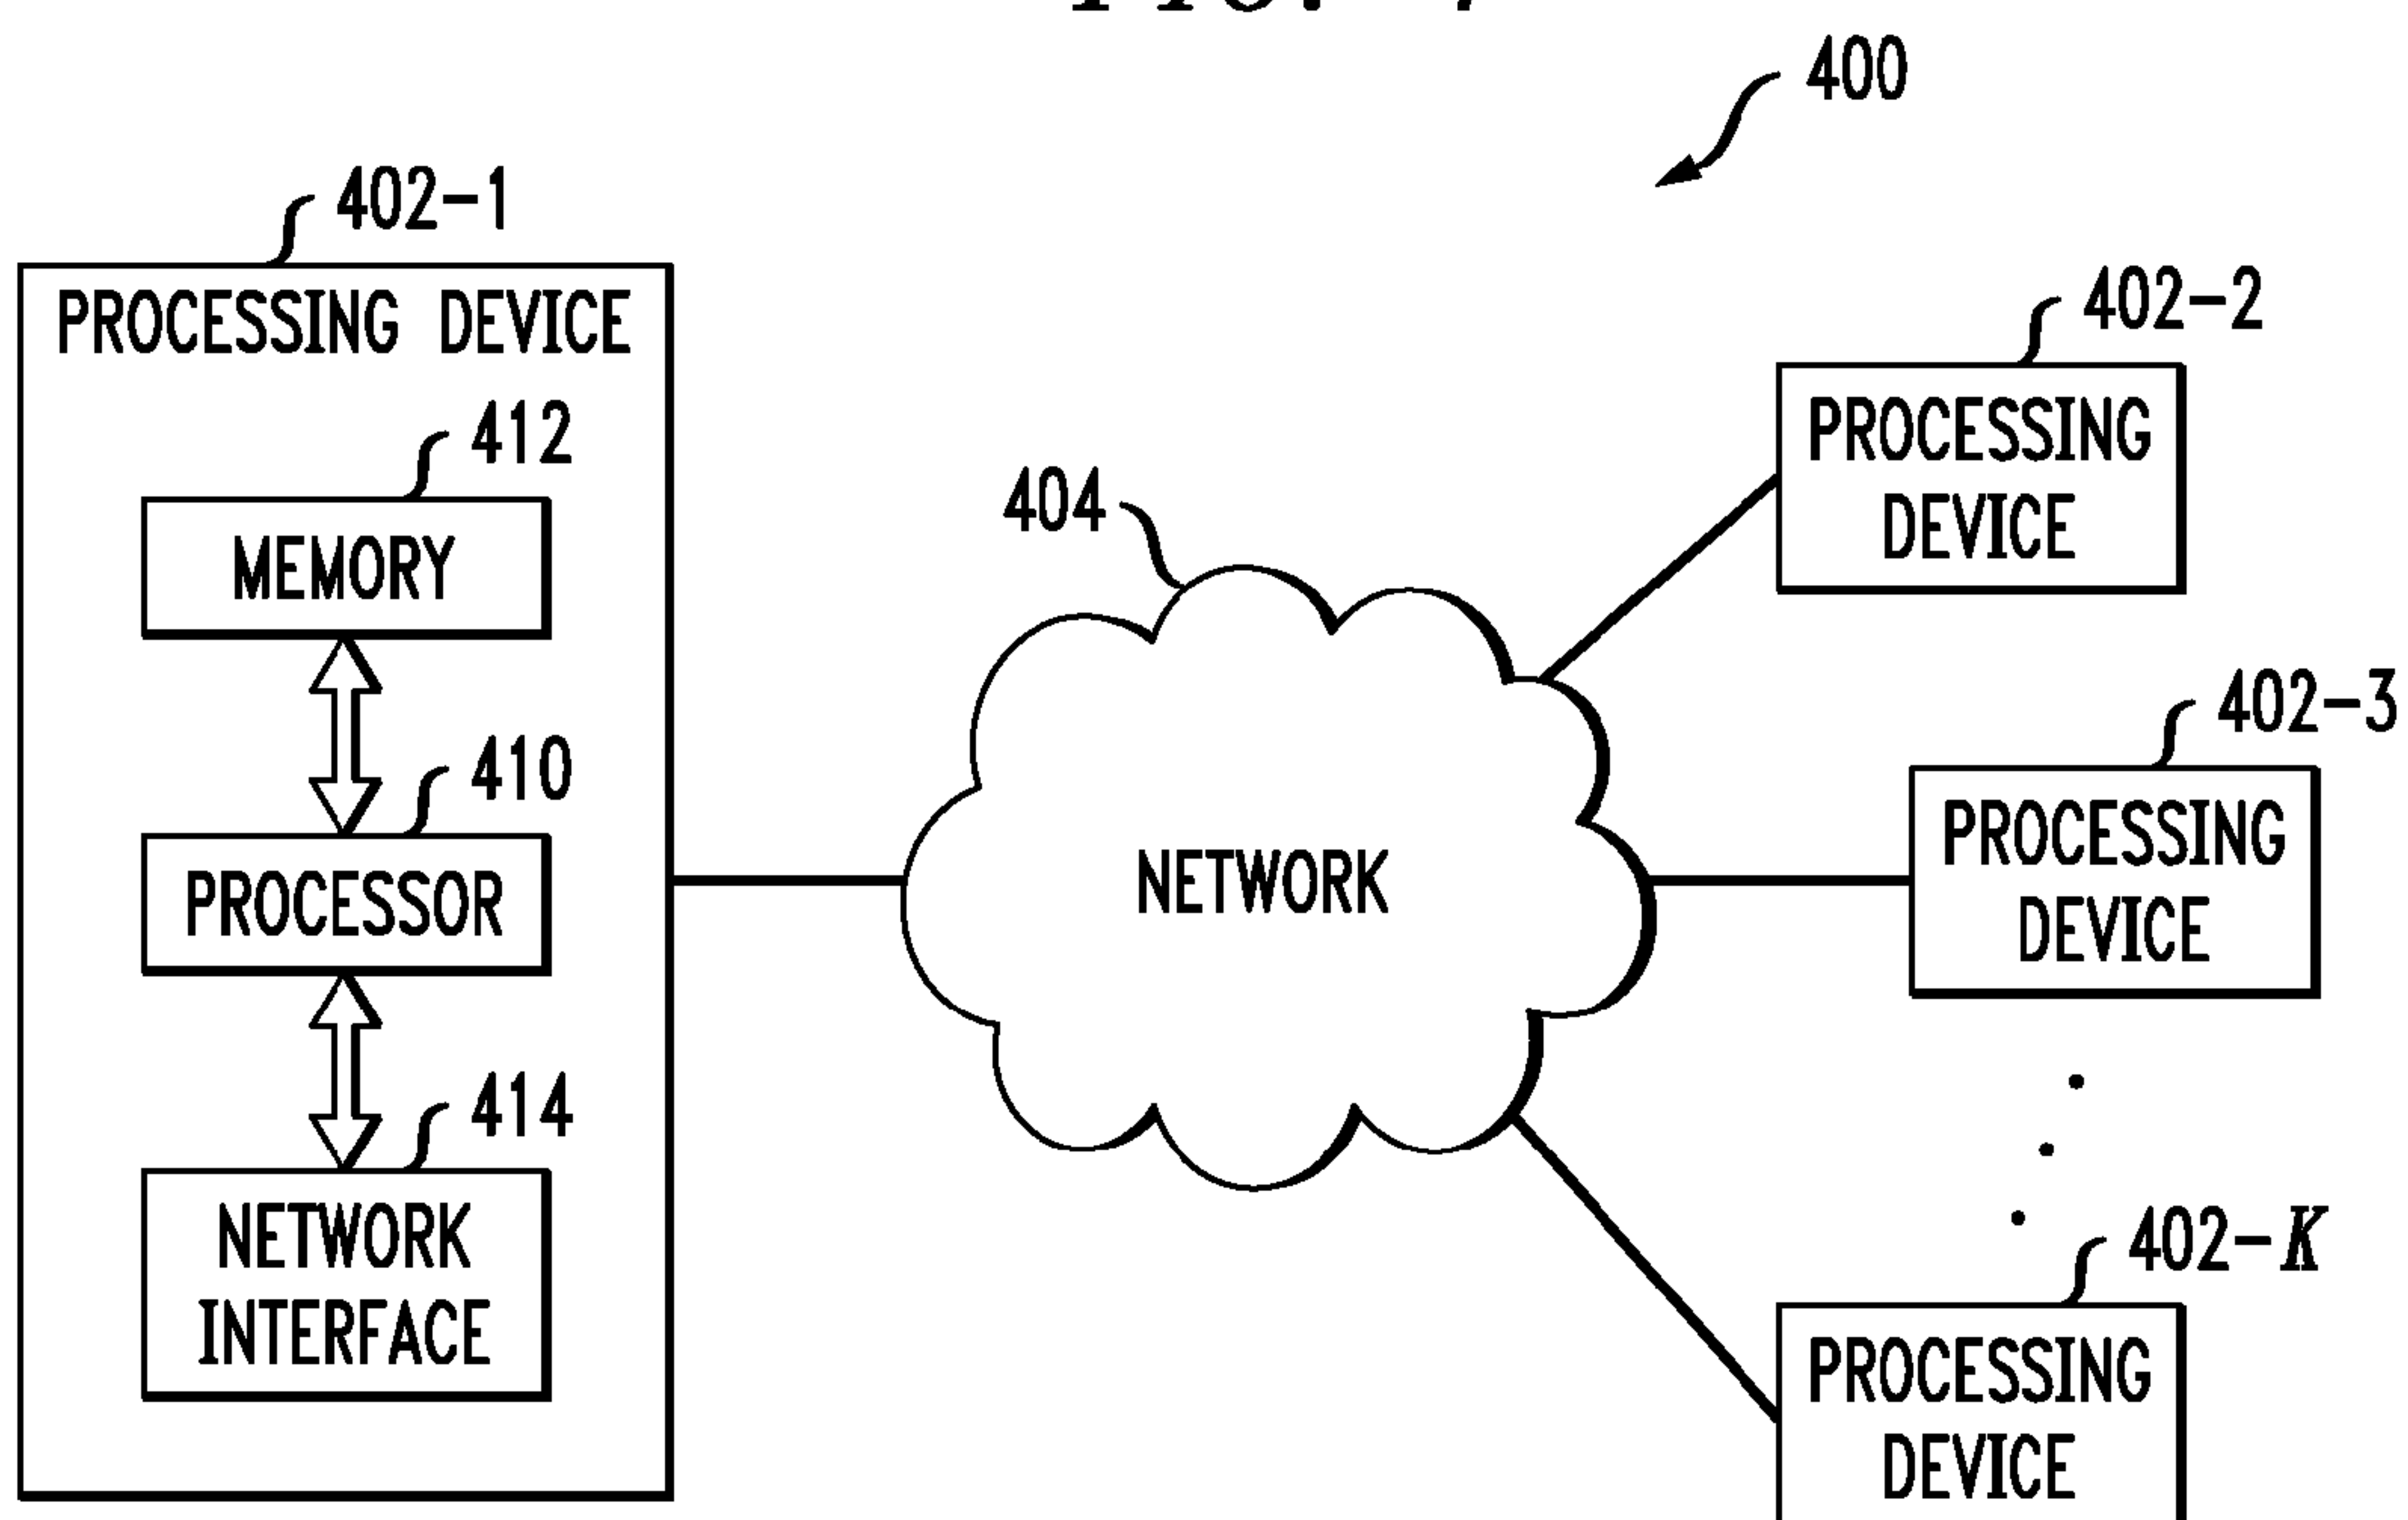 FIG.
400
402-1
PROCESSING DEVICE
412
MEMORY
410
PROCESSOR
414
NETWORK
INTERFACE
404
NETWORK
402-2
PROCESSING
DEVICE
402-3
PROCESSING
DEVICE
402-K
PROCESSING
DEVICE